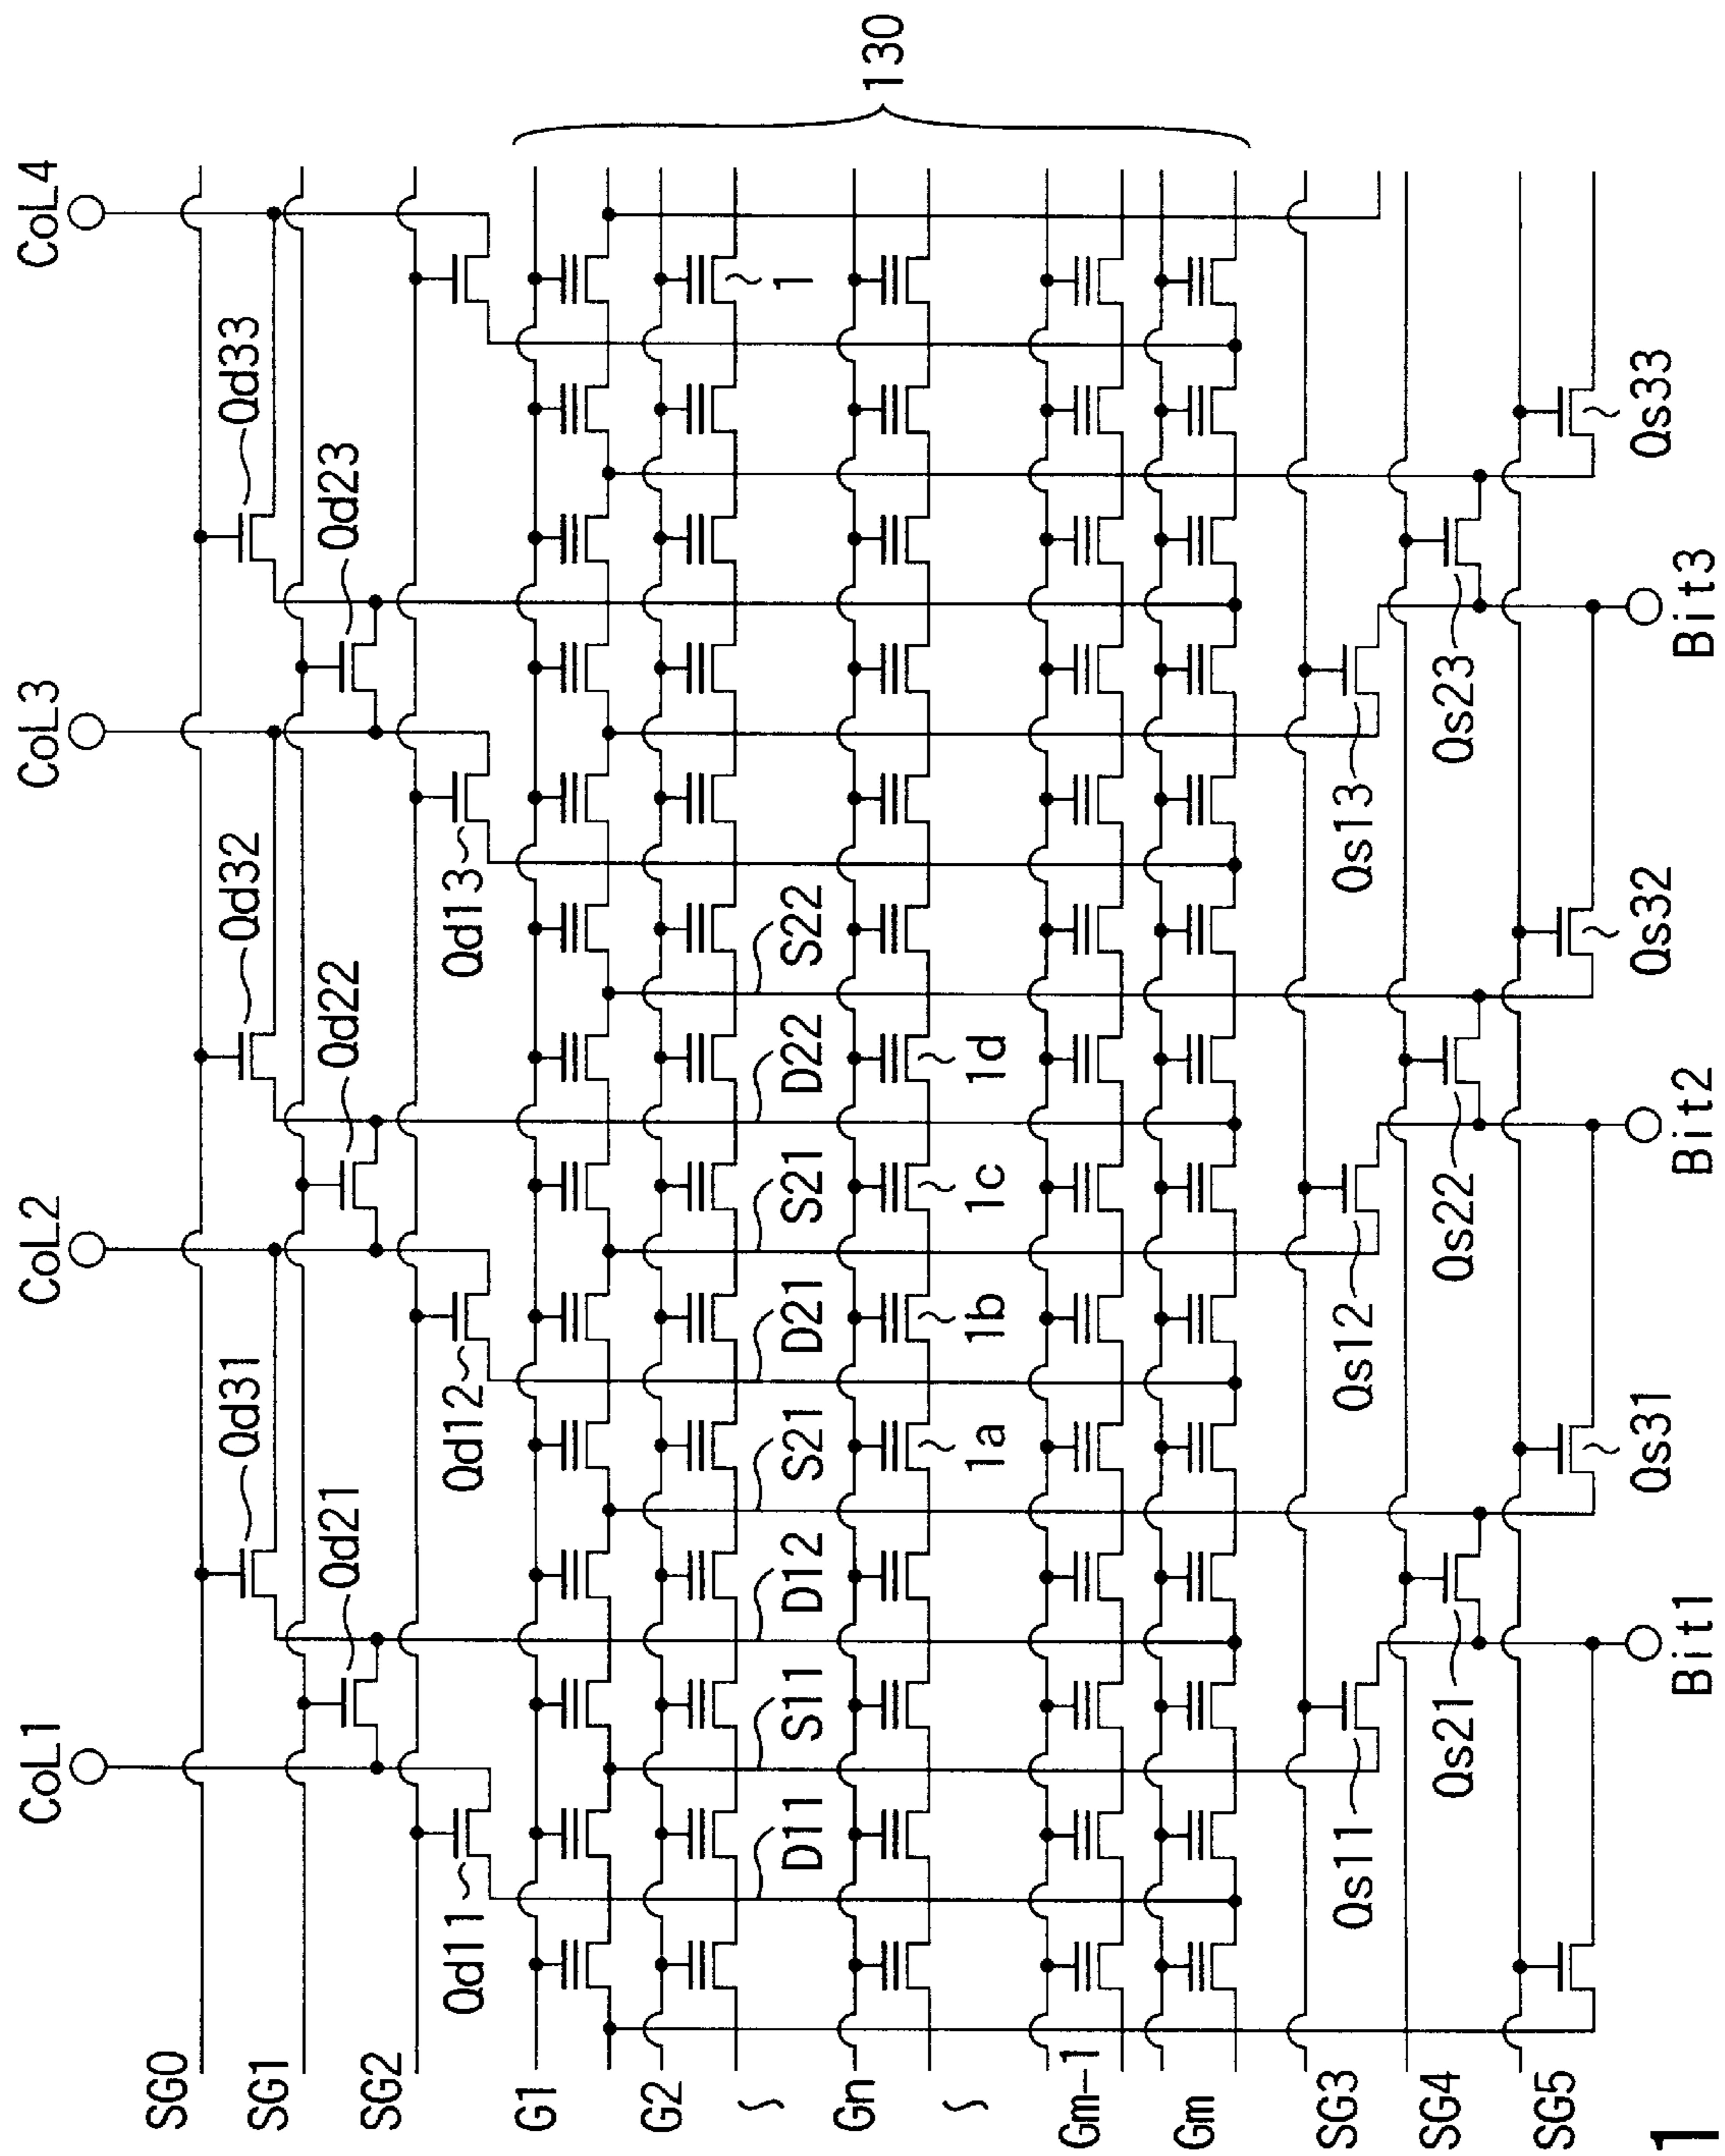 CoL1
CoL2
CoL3
CoL4
SG0
Qd31
Qd32
Qd33
SG1
Qd21
Qd22
Qd23
SG2
Qd11
Qd12
Qd13
G1
130
G2
1
D11
S11
D12
S21
D21
S21
D22
S22
Gn
1a
1b
1c
1d
Gm-1
Gm
SG3
Qs11
Qs12
Qs13
SG4
Qs21
Qs22
Qs23
SG5
Qs31
Qs32
Qs33
Bit1
Bit2
Bit3
1